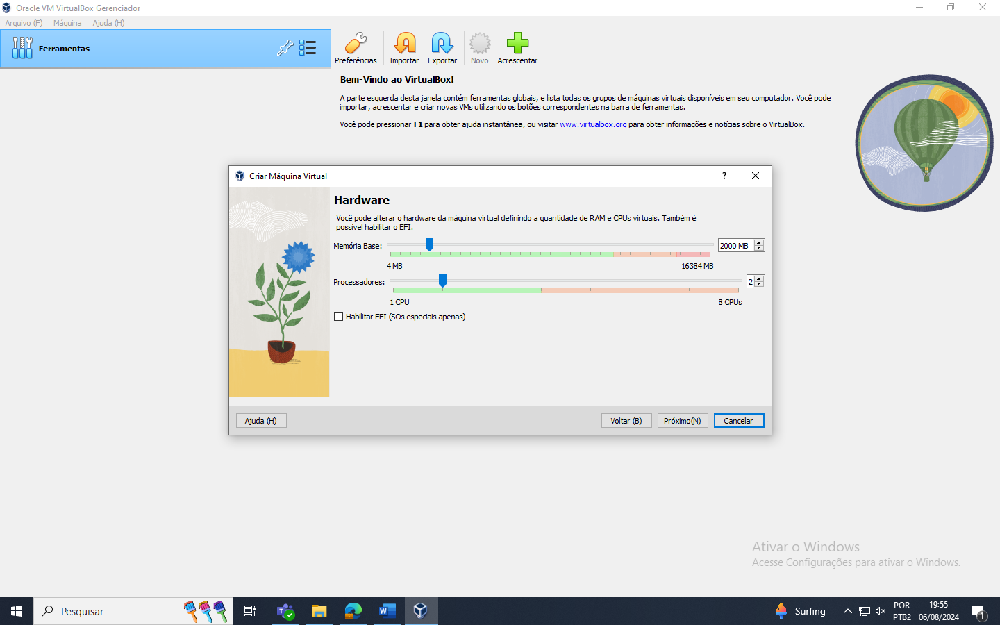 Oracle VM VirtualBox Gerenciador
Arquivo (F) Máquina Ajuda (H)
Ferramentas
Preferências Importar Exportar Novo Acrescentar
Bem-Vindo ao VirtualBox!
A parte esquerda desta janela contém ferramentas globais, e lista todas os grupos de máquinas virtuais disponíveis em seu computador. Você pode
importar, acrescentar e criar novas VMs utilizando os botões correspondentes na barra de ferramentas.
Você pode pressionar F1 para obter ajuda instantânea, ou visitar www.virtualbox.org para obter informações e notícias sobre o VirtualBox.
Criar Máquina Virtual
?
Hardware
Você pode alterar o hardware da máquina virtual definindo a quantidade de RAM e CPUs virtuais. Também é
possível habilitar o EFI.
Memória Base: 2000 MB
4 MB 16384 MB
Processadores: 2
1 CPU 8 CPUs
Habilitar EFI (SOs especiais apenas)
Ajuda (H) Voltar (B) Próximo(N) Cancelar
Ativar o Windows
Acesse Configurações para ativar o Windows.
Pesquisar
Surfing
POR
PTB2
19:55
06/08/2024
1